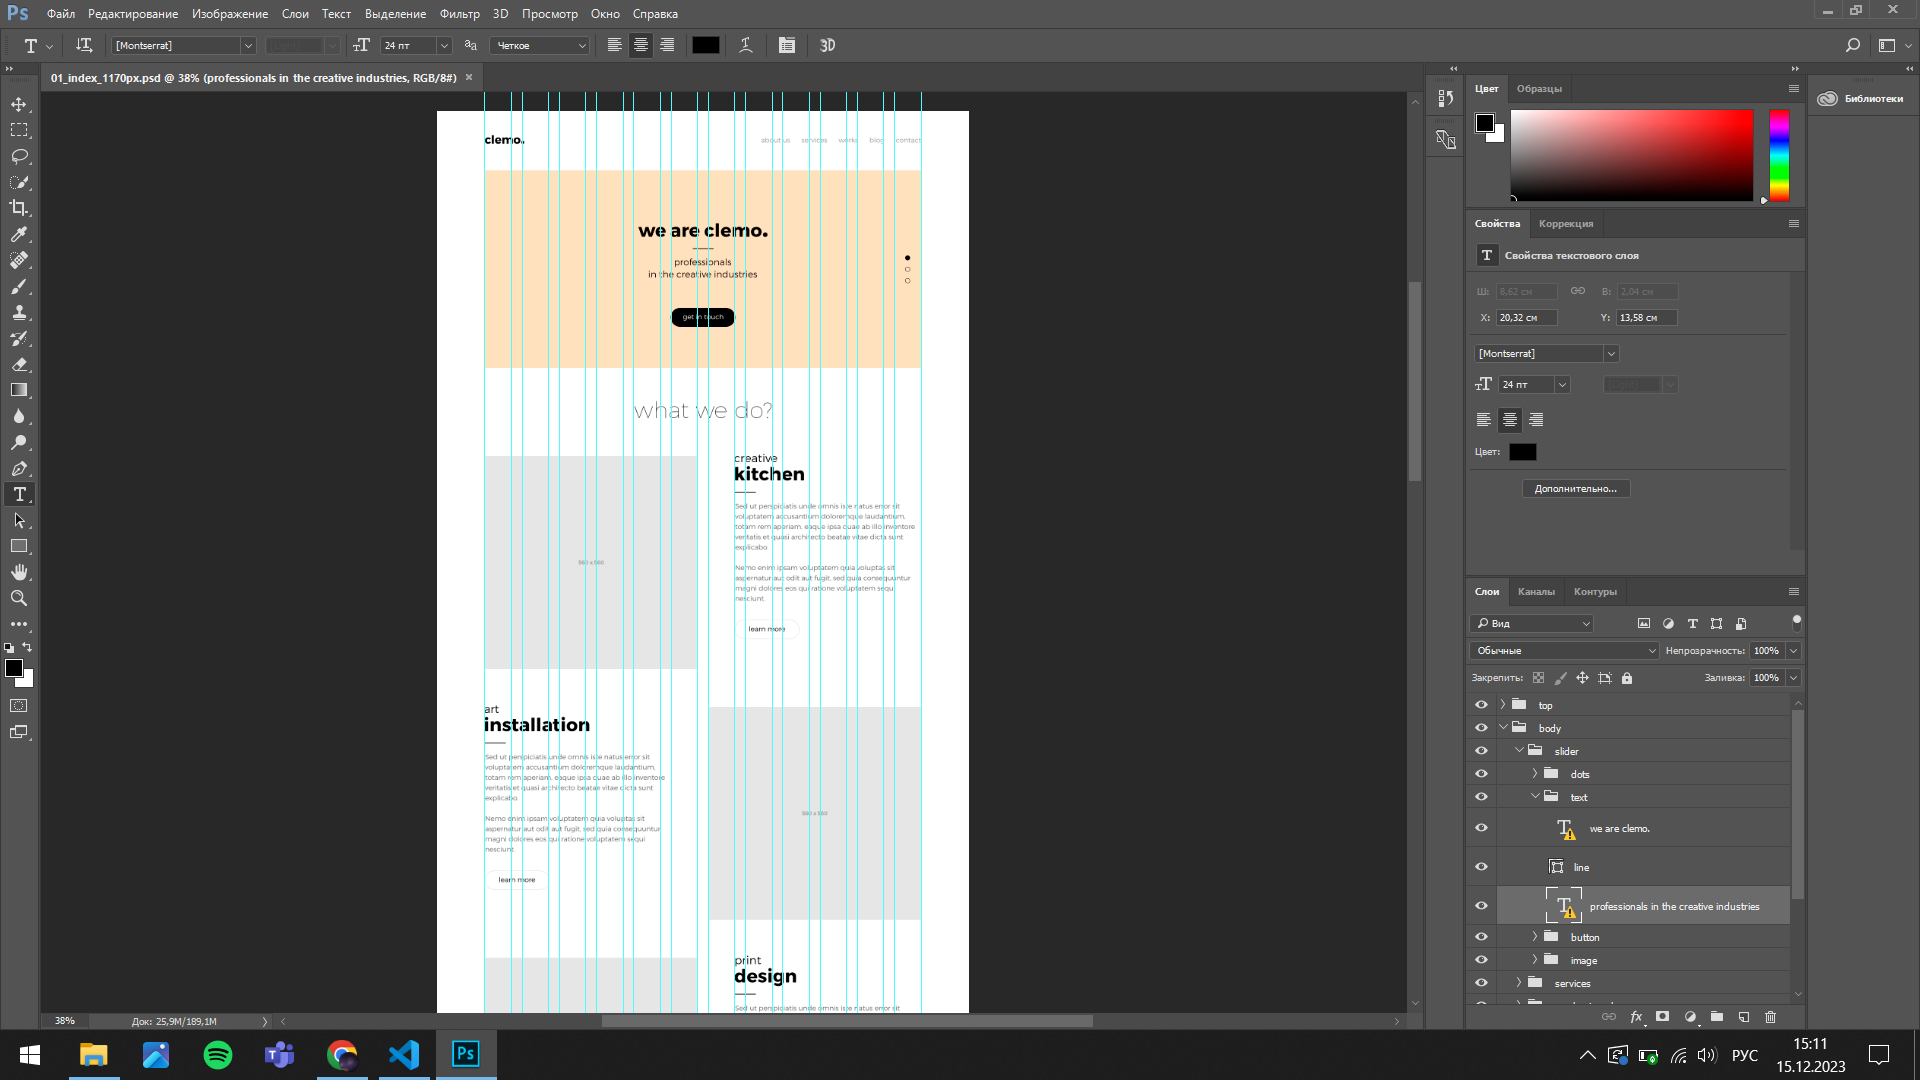 Ps Файл Редактирование Изображение Слои Текст Выделение Фильтр 3D Просмотр Окно Справка
T [Montserrat] 24 пт aa Четкое 3D
01_index_1170px.psd @ 38% (professionals in the creative industries, RGB/8#) ×
clemo.
about us services works blog contact
we are clemo.
professionals
in the creative industries
get in touch
what we do?
creative
kitchen
Sed ut perspiciatis unde omnis iste natus error sit
voluptatem accusantium doloremque laudantium,
totam rem aperiam, eaque ipsa quae ab illo inventore
veritatis et quasi architecto beatae vitae dicta sunt
explicabo.
Nemo enim ipsam voluptatem quia voluptas sit
aspernatur aut odit aut fugit, sed quia consequuntur
magni dolores eos qui ratione voluptatem sequi
nesciunt.
learn more
art
installation
Sed ut perspiciatis unde omnis iste natus error sit
voluptatem accusantium doloremque laudantium,
totam rem aperiam, eaque ipsa quae ab illo inventore
veritatis et quasi architecto beatae vitae dicta sunt
explicabo.
Nemo enim ipsam voluptatem quia voluptas sit
aspernatur aut odit aut fugit, sed quia consequuntur
magni dolores eos qui ratione voluptatem sequi
nesciunt.
learn more
print
design
Sed ut perspiciatis unde omnis iste natus error sit
38% Док: 25,9M/189,1M
Цвет Образцы
Библиотеки
Свойства Коррекция
T Свойства текстового слоя
Ш: 8,62 см В: 2,04 см
X: 20,32 см Y: 13,58 см
[Montserrat]
24 пт
Цвет:
Дополнительно...
Слои Каналы Контуры
Вид
Обычные Непрозрачность: 100%
Закрепить: Заливка: 100%
top
body
slider
dots
text
we are clemo.
line
professionals in the creative industries
button
image
services
fx
РУС
15:11
15.12.2023